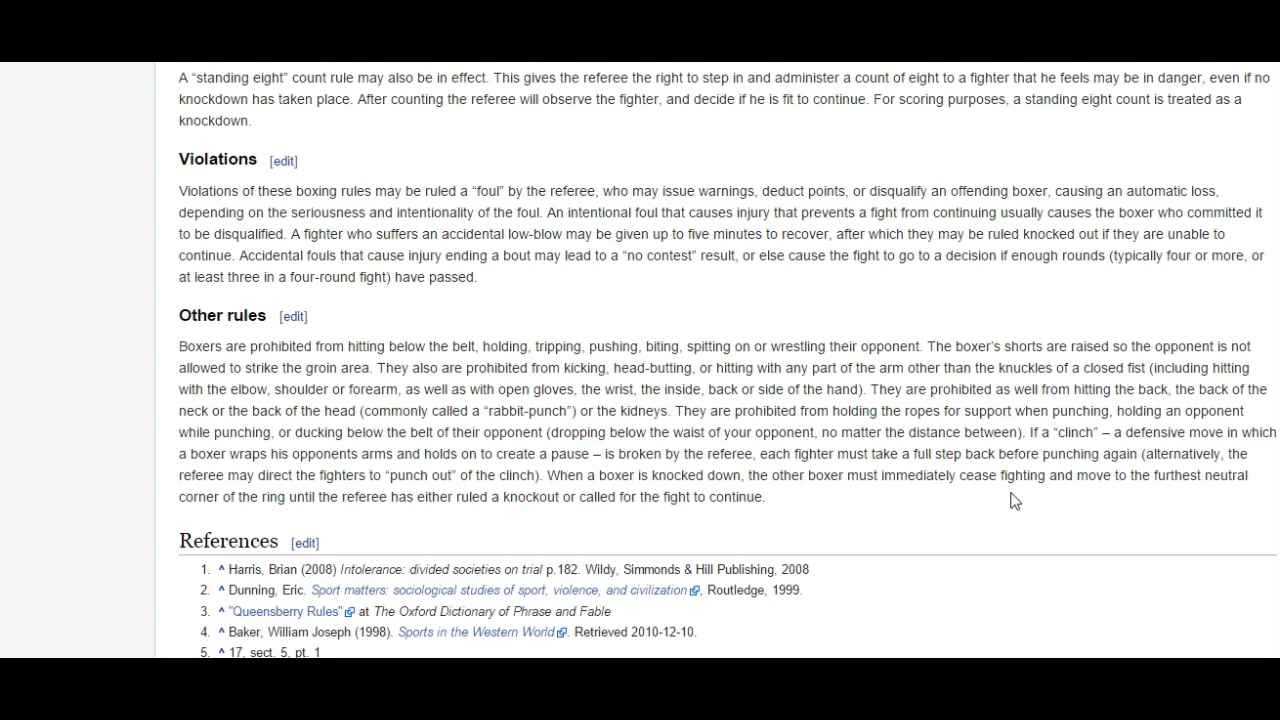 A “standing eight” count rule may also be in effect. This gives the referee the right to step in and administer a count of eight to a fighter that he feels may be in danger, even if no
knockdown has taken place. After counting the referee will observe the fighter, and decide if he is fit to continue. For scoring purposes, a standing eight count is treated as a
knockdown.
Violations [edit]
Violations of these boxing rules may be ruled a “foul” by the referee, who may issue warnings, deduct points, or disqualify an offending boxer, causing an automatic loss,
depending on the seriousness and intentionality of the foul. An intentional foul that causes injury that prevents a fight from continuing usually causes the boxer who committed it
to be disqualified. A fighter who suffers an accidental low-blow may be given up to five minutes to recover, after which they may be ruled knocked out if they are unable to
continue. Accidental fouls that cause injury ending a bout may lead to a “no contest” result, or else cause the fight to go to a decision if enough rounds (typically four or more, or
at least three in a four-round fight) have passed.
Other rules [edit]
Boxers are prohibited from hitting below the belt, holding, tripping, pushing, biting, spitting on or wrestling their opponent. The boxer’s shorts are raised so the opponent is not
allowed to strike the groin area. They also are prohibited from kicking, head-butting, or hitting with any part of the arm other than the knuckles of a closed fist (including hitting
with the elbow, shoulder or forearm, as well as with open gloves, the wrist, the inside, back or side of the hand). They are prohibited as well from hitting the back, the back of the
neck or the back of the head (commonly called a “rabbit-punch”) or the kidneys. They are prohibited from holding the ropes for support when punching, holding an opponent
while punching, or ducking below the belt of their opponent (dropping below the waist of your opponent, no matter the distance between). If a “clinch” – a defensive move in which
a boxer wraps his opponents arms and holds on to create a pause – is broken by the referee, each fighter must take a full step back before punching again (alternatively, the
referee may direct the fighters to “punch out” of the clinch). When a boxer is knocked down, the other boxer must immediately cease fighting and move to the furthest neutral
corner of the ring until the referee has either ruled a knockout or called for the fight to continue.
References [edit]
1. ^ Harris, Brian (2008) Intolerance: divided societies on trial p.182. Wildy, Simmonds & Hill Publishing, 2008
2. ^ Dunning, Eric. Sport matters: sociological studies of sport, violence, and civilization, Routledge, 1999.
3. ^ "Queensberry Rules" at The Oxford Dictionary of Phrase and Fable
4. ^ Baker, William Joseph (1998). Sports in the Western World. Retrieved 2010-12-10.
5. ^ 17, sect. 5, pt. 1